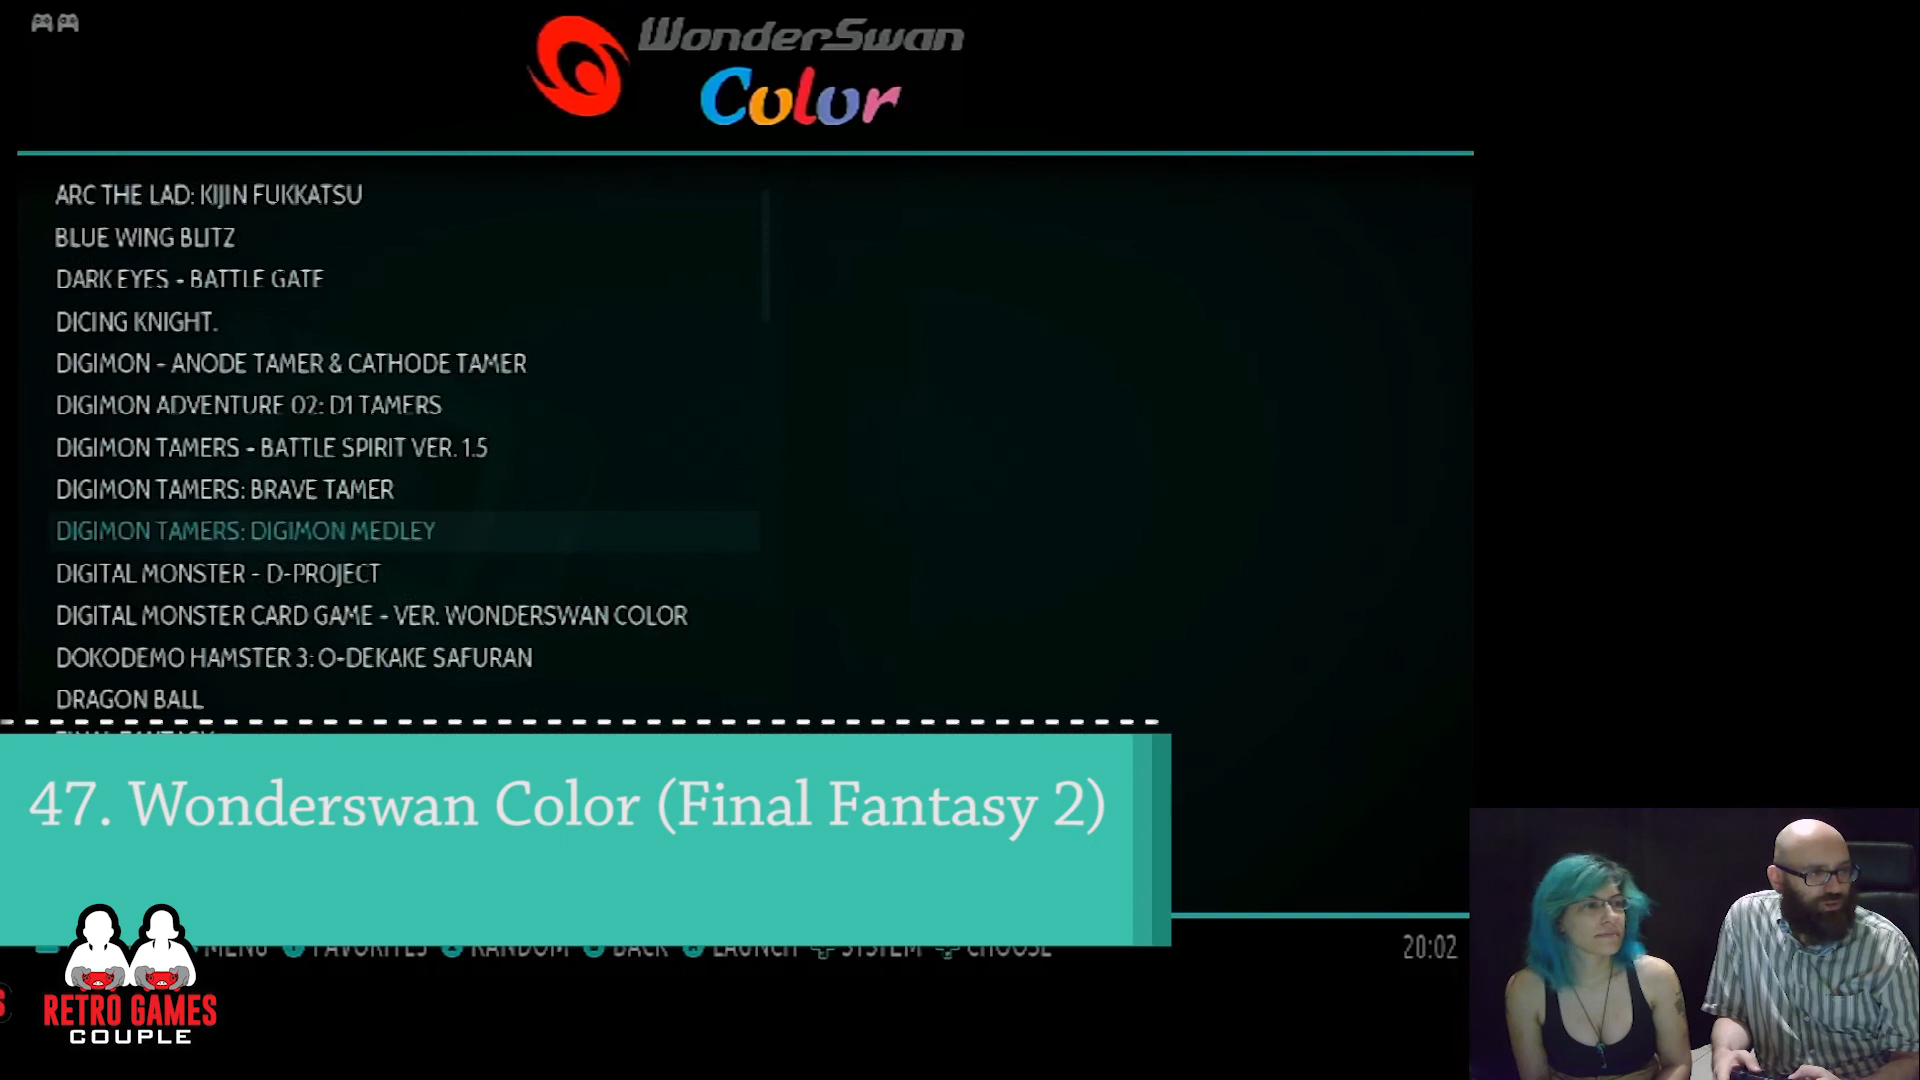 WonderSwan
Color
ARC THE LAD: KIJIN FUKKATSU
BLUE WING BLITZ
DARK EYES - BATTLE GATE
DICING KNIGHT.
DIGIMON - ANODE TAMER & CATHODE TAMER
DIGIMON ADVENTURE 02: D1 TAMERS
DIGIMON TAMERS - BATTLE SPIRIT VER. 1.5
DIGIMON TAMERS: BRAVE TAMER
DIGIMON TAMERS: DIGIMON MEDLEY
DIGITAL MONSTER - D-PROJECT
DIGITAL MONSTER CARD GAME - VER. WONDERSWAN COLOR
DOKODEMO HAMSTER 3: O-DEKAKE SAFURAN
DRAGON BALL
FINAL FANTASY
47. Wonderswan Color (Final Fantasy 2)
MENU FAVORITES RANDOM BACK LAUNCH SYSTEM CHOOSE
20:02
S
RETRO GAMES
COUPLE